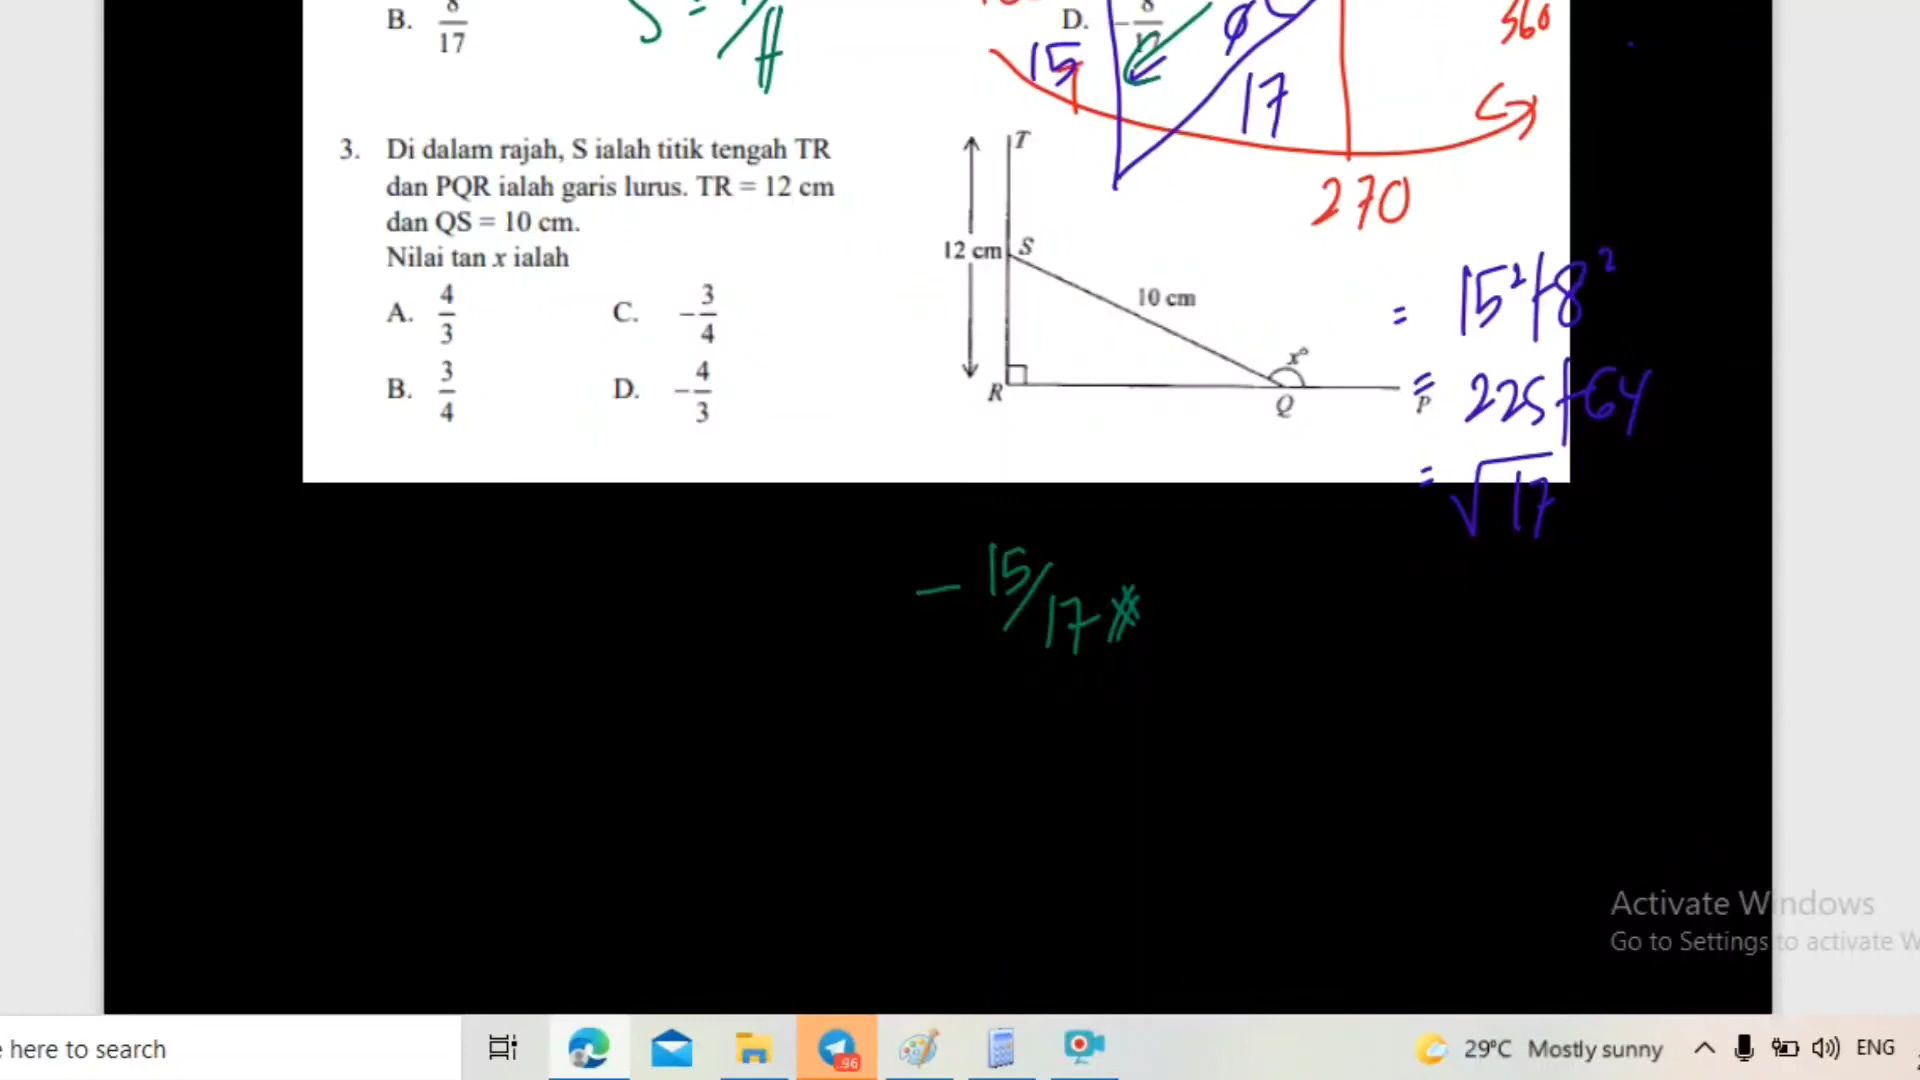 B. 8/17
D. - 8/17
15
17
360
270
3. Di dalam rajah, S ialah titik tengah TR
dan PQR ialah garis lurus. TR = 12 cm
dan QS = 10 cm.
Nilai tan x ialah
A. 4/3
C. -3/4
B. 3/4
D. -4/3
T
12 cm
S
10 cm
x°
R
Q
P
= 15² + 8²
= 225 + 64
= √17
- 15/17
Activate Windows
Go to Settings to activate W
here to search
96
29°C Mostly sunny
ENG